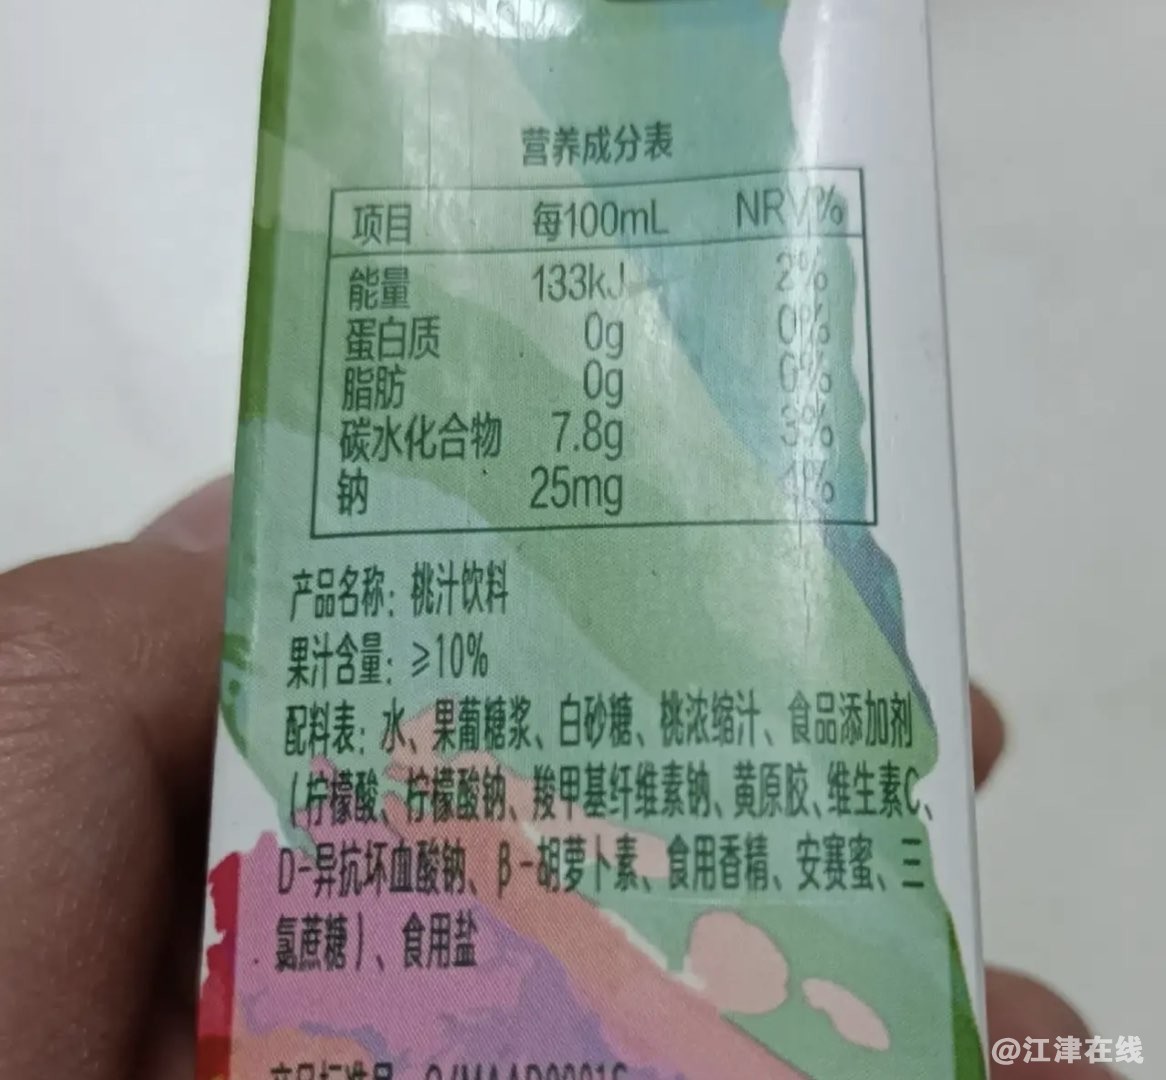 营养成分表
项目 每100mL NRV%
能量 133kJ 2%
蛋白质 0g 0%
脂肪 0g 0%
碳水化合物 7.8g 3%
钠 25mg 1%
产品名称：桃汁饮料
果汁含量：≥10%
配料表：水、果葡糖浆、白砂糖、桃浓缩汁、食品添加剂
（柠檬酸、柠檬酸钠、羧甲基纤维素钠、黄原胶、维生素C、
D-异抗坏血酸钠、β-胡萝卜素、食用香精、安赛蜜、三
氯蔗糖）、食用盐
产品标准号
@江津在线